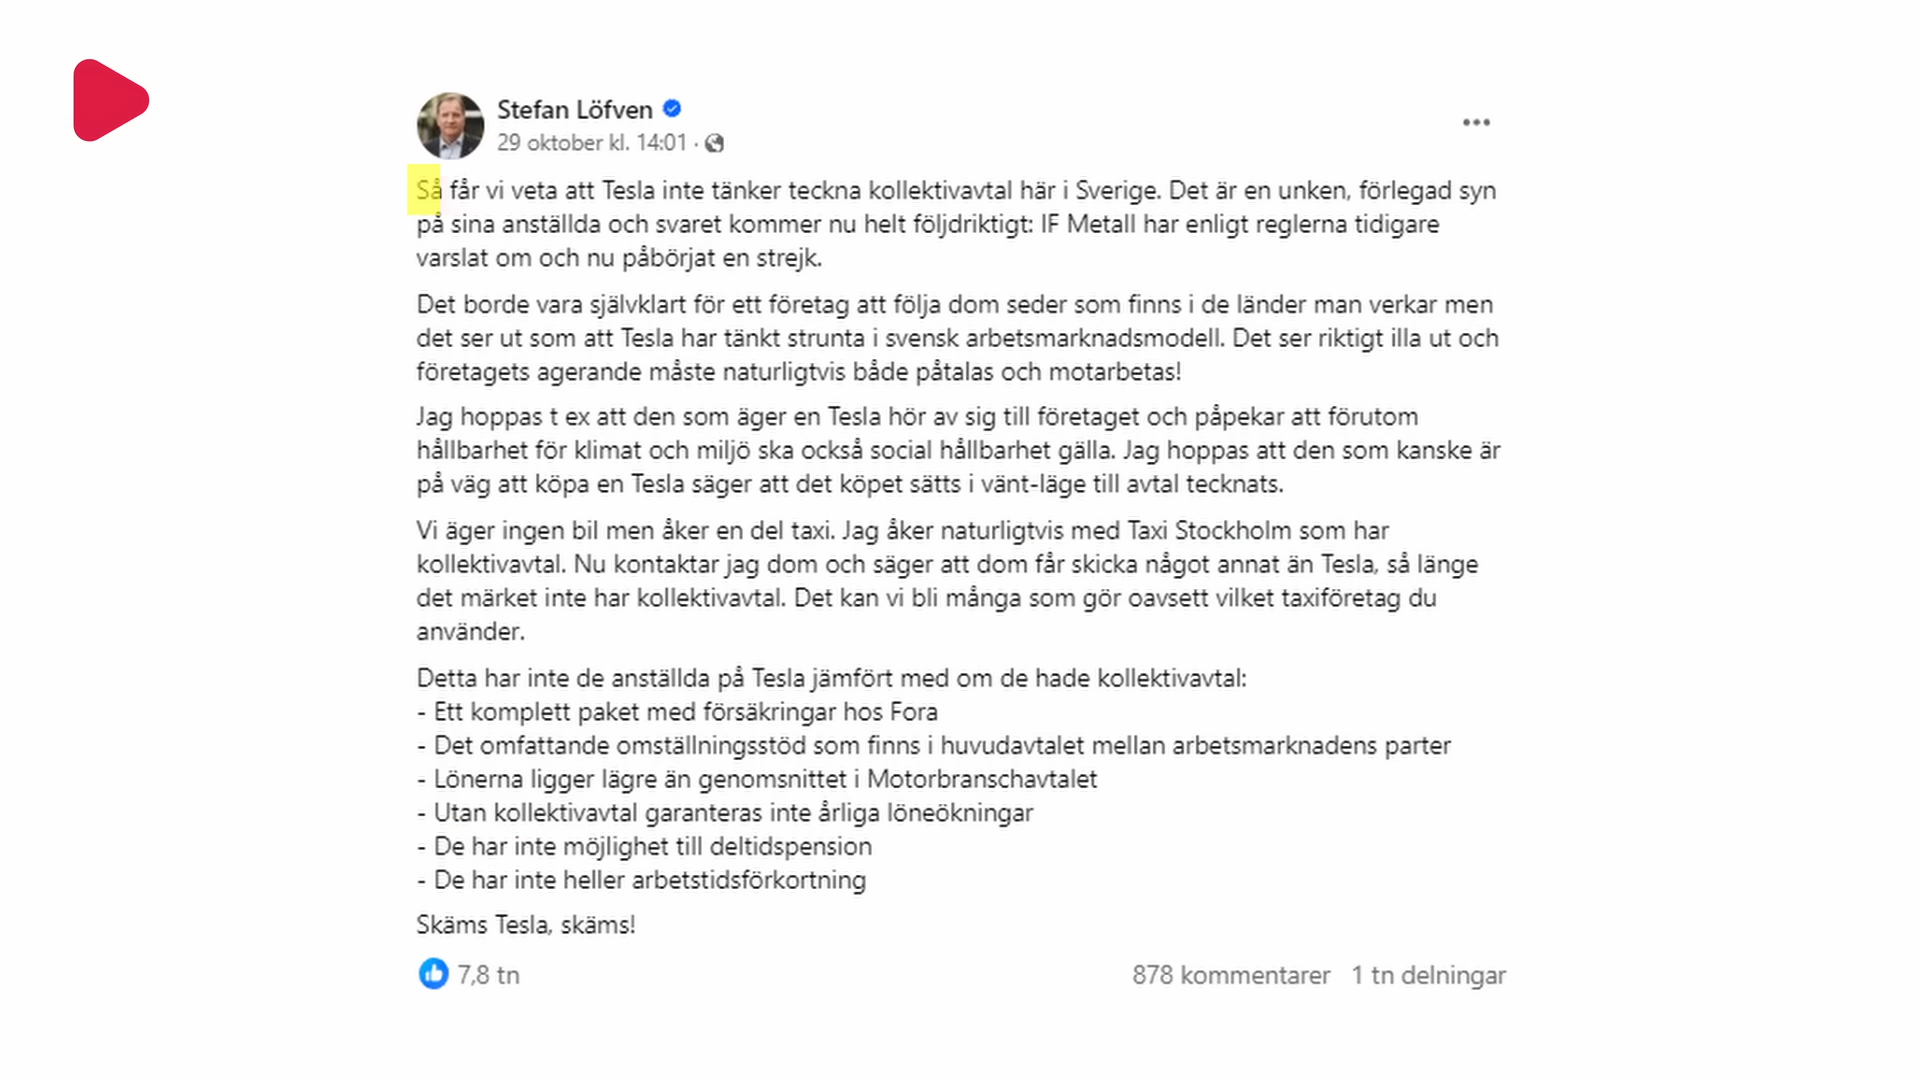 Stefan Löfven
29 oktober kl. 14:01 ·
Så får vi veta att Tesla inte tänker teckna kollektivavtal här i Sverige. Det är en unken, förlegad syn
på sina anställda och svaret kommer nu helt följdriktigt: IF Metall har enligt reglerna tidigare
varslat om och nu påbörjat en strejk.
Det borde vara självklart för ett företag att följa dom seder som finns i de länder man verkar men
det ser ut som att Tesla har tänkt strunta i svensk arbetsmarknadsmodell. Det ser riktigt illa ut och
företagets agerande måste naturligtvis både påtalas och motarbetas!
Jag hoppas t ex att den som äger en Tesla hör av sig till företaget och påpekar att förutom
hållbarhet för klimat och miljö ska också social hållbarhet gälla. Jag hoppas att den som kanske är
på väg att köpa en Tesla säger att det köpet sätts i vänt-läge till avtal tecknats.
Vi äger ingen bil men åker en del taxi. Jag åker naturligtvis med Taxi Stockholm som har
kollektivavtal. Nu kontaktar jag dom och säger att dom får skicka något annat än Tesla, så länge
det märket inte har kollektivavtal. Det kan vi bli många som gör oavsett vilket taxiföretag du
använder.
Detta har inte de anställda på Tesla jämfört med om de hade kollektivavtal:
- Ett komplett paket med försäkringar hos Fora
- Det omfattande omställningsstöd som finns i huvudavtalet mellan arbetsmarknadens parter
- Lönerna ligger lägre än genomsnittet i Motorbranschavtalet
- Utan kollektivavtal garanteras inte årliga löneökningar
- De har inte möjlighet till deltidspension
- De har inte heller arbetstidsförkortning
Skäms Tesla, skäms!
7,8 tn 878 kommentarer 1 tn delningar